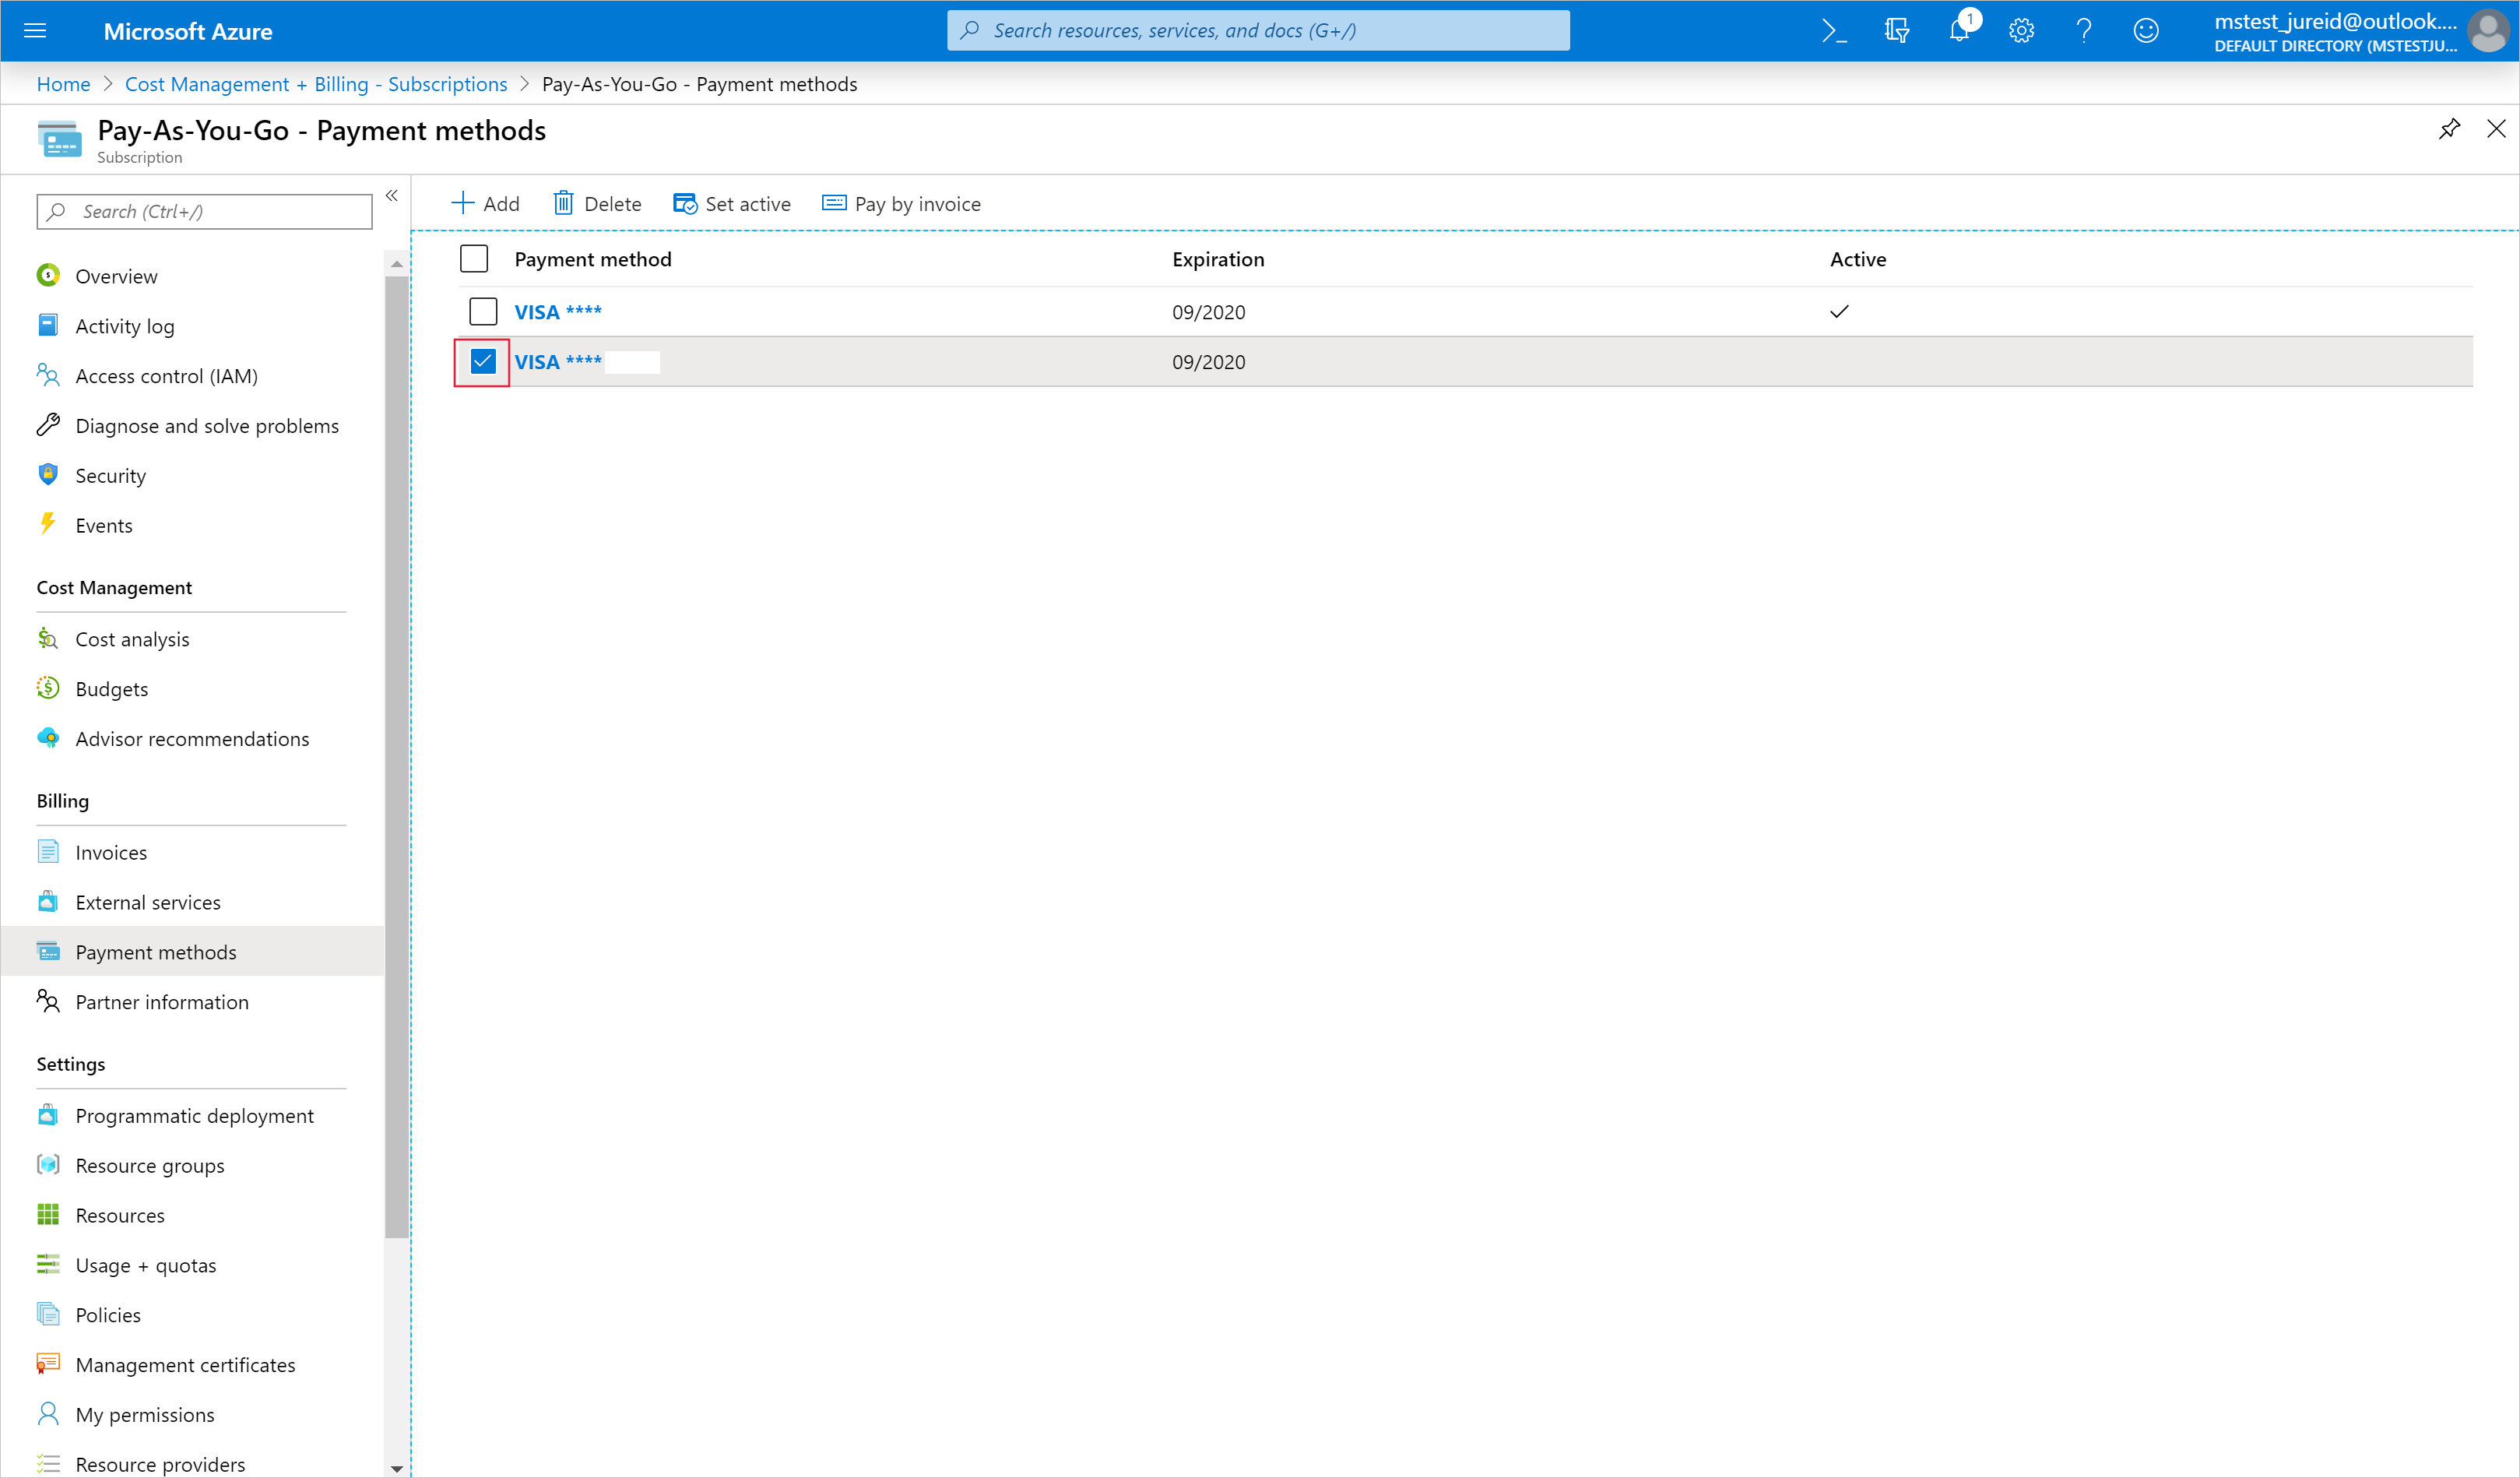 Microsoft Azure
Search resources, services, and docs (G+/)
1
mstest_jureid@outlook....
DEFAULT DIRECTORY (MSTESTJU...
Home > Cost Management + Billing - Subscriptions > Pay-As-You-Go - Payment methods
Pay-As-You-Go - Payment methods
Subscription
Search (Ctrl+/)
Overview
Activity log
Access control (IAM)
Diagnose and solve problems
Security
Events
Cost Management
Cost analysis
Budgets
Advisor recommendations
Billing
Invoices
External services
Payment methods
Partner information
Settings
Programmatic deployment
Resource groups
Resources
Usage + quotas
Policies
Management certificates
My permissions
Resource providers
Add Delete Set active Pay by invoice
Payment method Expiration Active
VISA **** 09/2020
VISA **** 09/2020